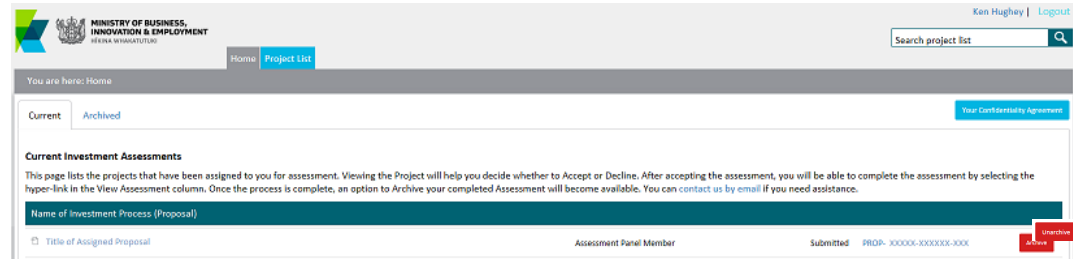 Ken Hughey | Logout
MINISTRY OF BUSINESS,
INNOVATION & EMPLOYMENT
HĪKINA WHAKATUTUKI
Search project list
Home Project List
You are here: Home
Current Archived
Your Confidentiality Agreement
Current Investment Assessments
This page lists the projects that have been assigned to you for assessment. Viewing the Project will help you decide whether to Accept or Decline. After accepting the assessment, you will be able to complete the assessment by selecting the
hyper-link in the View Assessment column. Once the process is complete, an option to Archive your completed Assessment will become available. You can contact us by email if you need assistance.
Name of Investment Process (Proposal)
Unarchive
Title of Assigned Proposal Assessment Panel Member Submitted PROP- XXXXX-XXXXXX-XXX Archive